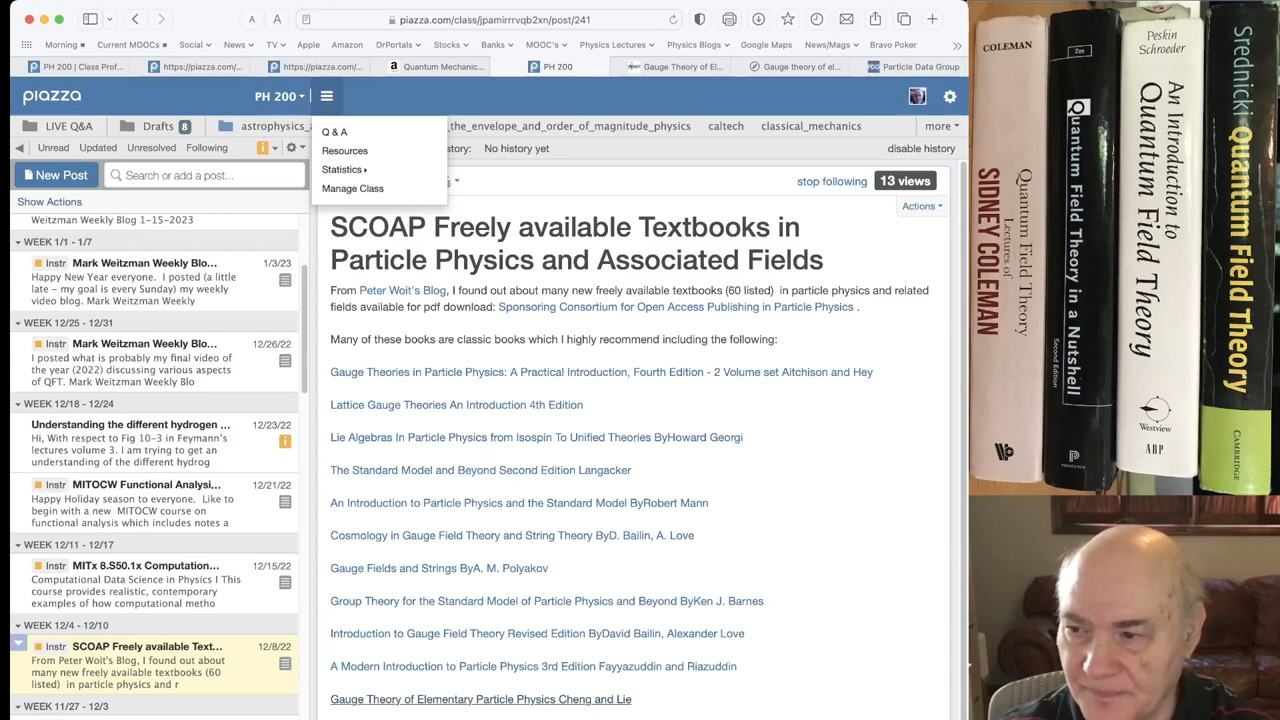 piazza.com/class/jpamirrrvqb2xn/post/241
Morning Current MOOCs Social News TV Apple Amazon DrPortals Stocks Banks MOOC's Physics Lectures Physics Blogs Google Maps News/Mags Bravo Poker
PH 200 | Class Prof... https://piazza.com/... https://piazza.com/... Quantum Mechanic... PH 200 Gauge Theory of El... Gauge theory of el... Particle Data Group
piazza PH 200
LIVE Q&A Drafts 8 astrophysics_a the_envelope_and_order_of_magnitude_physics caltech classical_mechanics more
Unread Updated Unresolved Following
tory: No history yet disable history
Q & A
Resources
Statistics
Manage Class
New Post Search or add a post...
stop following 13 views
Show Actions
Actions
Weitzman Weekly Blog 1-15-2023
WEEK 1/1 - 1/7
Instr Mark Weitzman Weekly Blo... 1/3/23
Happy New Year everyone. I posted (a little
late - my goal is every Sunday) my weekly
video blog. Mark Weitzman Weekly
WEEK 12/25 - 12/31
Instr Mark Weitzman Weekly Blo... 12/26/22
I posted what is probably my final video of
the year (2022) discussing various aspects
of QFT. Mark Weitzman Weekly Blo
WEEK 12/18 - 12/24
Understanding the different hydrogen ... 12/23/22
Hi, With respect to Fig 10-3 in Feymann's
lectures volume 3. I am trying to get an
understanding of the different hydrog
Instr MITOCW Functional Analysi... 12/21/22
Happy Holiday season to everyone. Like to
begin with a new MITOCW course on
functional analysis which includes notes a
WEEK 12/11 - 12/17
Instr MITx 8.S50.1x Computation... 12/15/22
Computational Data Science in Physics I This
course provides realistic, contemporary
examples of how computational metho
WEEK 12/4 - 12/10
Instr SCOAP Freely available Text... 12/8/22
From Peter Woit's Blog, I found out about
many new freely available textbooks (60
listed) in particle physics and r
WEEK 11/27 - 12/3
SCOAP Freely available Textbooks in
Particle Physics and Associated Fields
From Peter Woit's Blog, I found out about many new freely available textbooks (60 listed) in particle physics and related
fields available for pdf download: Sponsoring Consortium for Open Access Publishing in Particle Physics .
Many of these books are classic books which I highly recommend including the following:
Gauge Theories in Particle Physics: A Practical Introduction, Fourth Edition - 2 Volume set Aitchison and Hey
Lattice Gauge Theories An Introduction 4th Edition
Lie Algebras In Particle Physics from Isospin To Unified Theories ByHoward Georgi
The Standard Model and Beyond Second Edition Langacker
An Introduction to Particle Physics and the Standard Model ByRobert Mann
Cosmology in Gauge Field Theory and String Theory ByD. Bailin, A. Love
Gauge Fields and Strings ByA. M. Polyakov
Group Theory for the Standard Model of Particle Physics and Beyond ByKen J. Barnes
Introduction to Gauge Field Theory Revised Edition ByDavid Bailin, Alexander Love
A Modern Introduction to Particle Physics 3rd Edition Fayyazuddin and Riazuddin
Gauge Theory of Elementary Particle Physics Cheng and Lie
COLEMAN
Quantum Field Theory
Lectures of
SIDNEY COLEMAN
Zee
Quantum Field Theory in a Nutshell
Second Edition
PRINCETON
Peskin
Schroeder
An Introduction to
Quantum Field Theory
Westview
ABP
Srednicki Quantum Field Theory
CAMBRIDGE